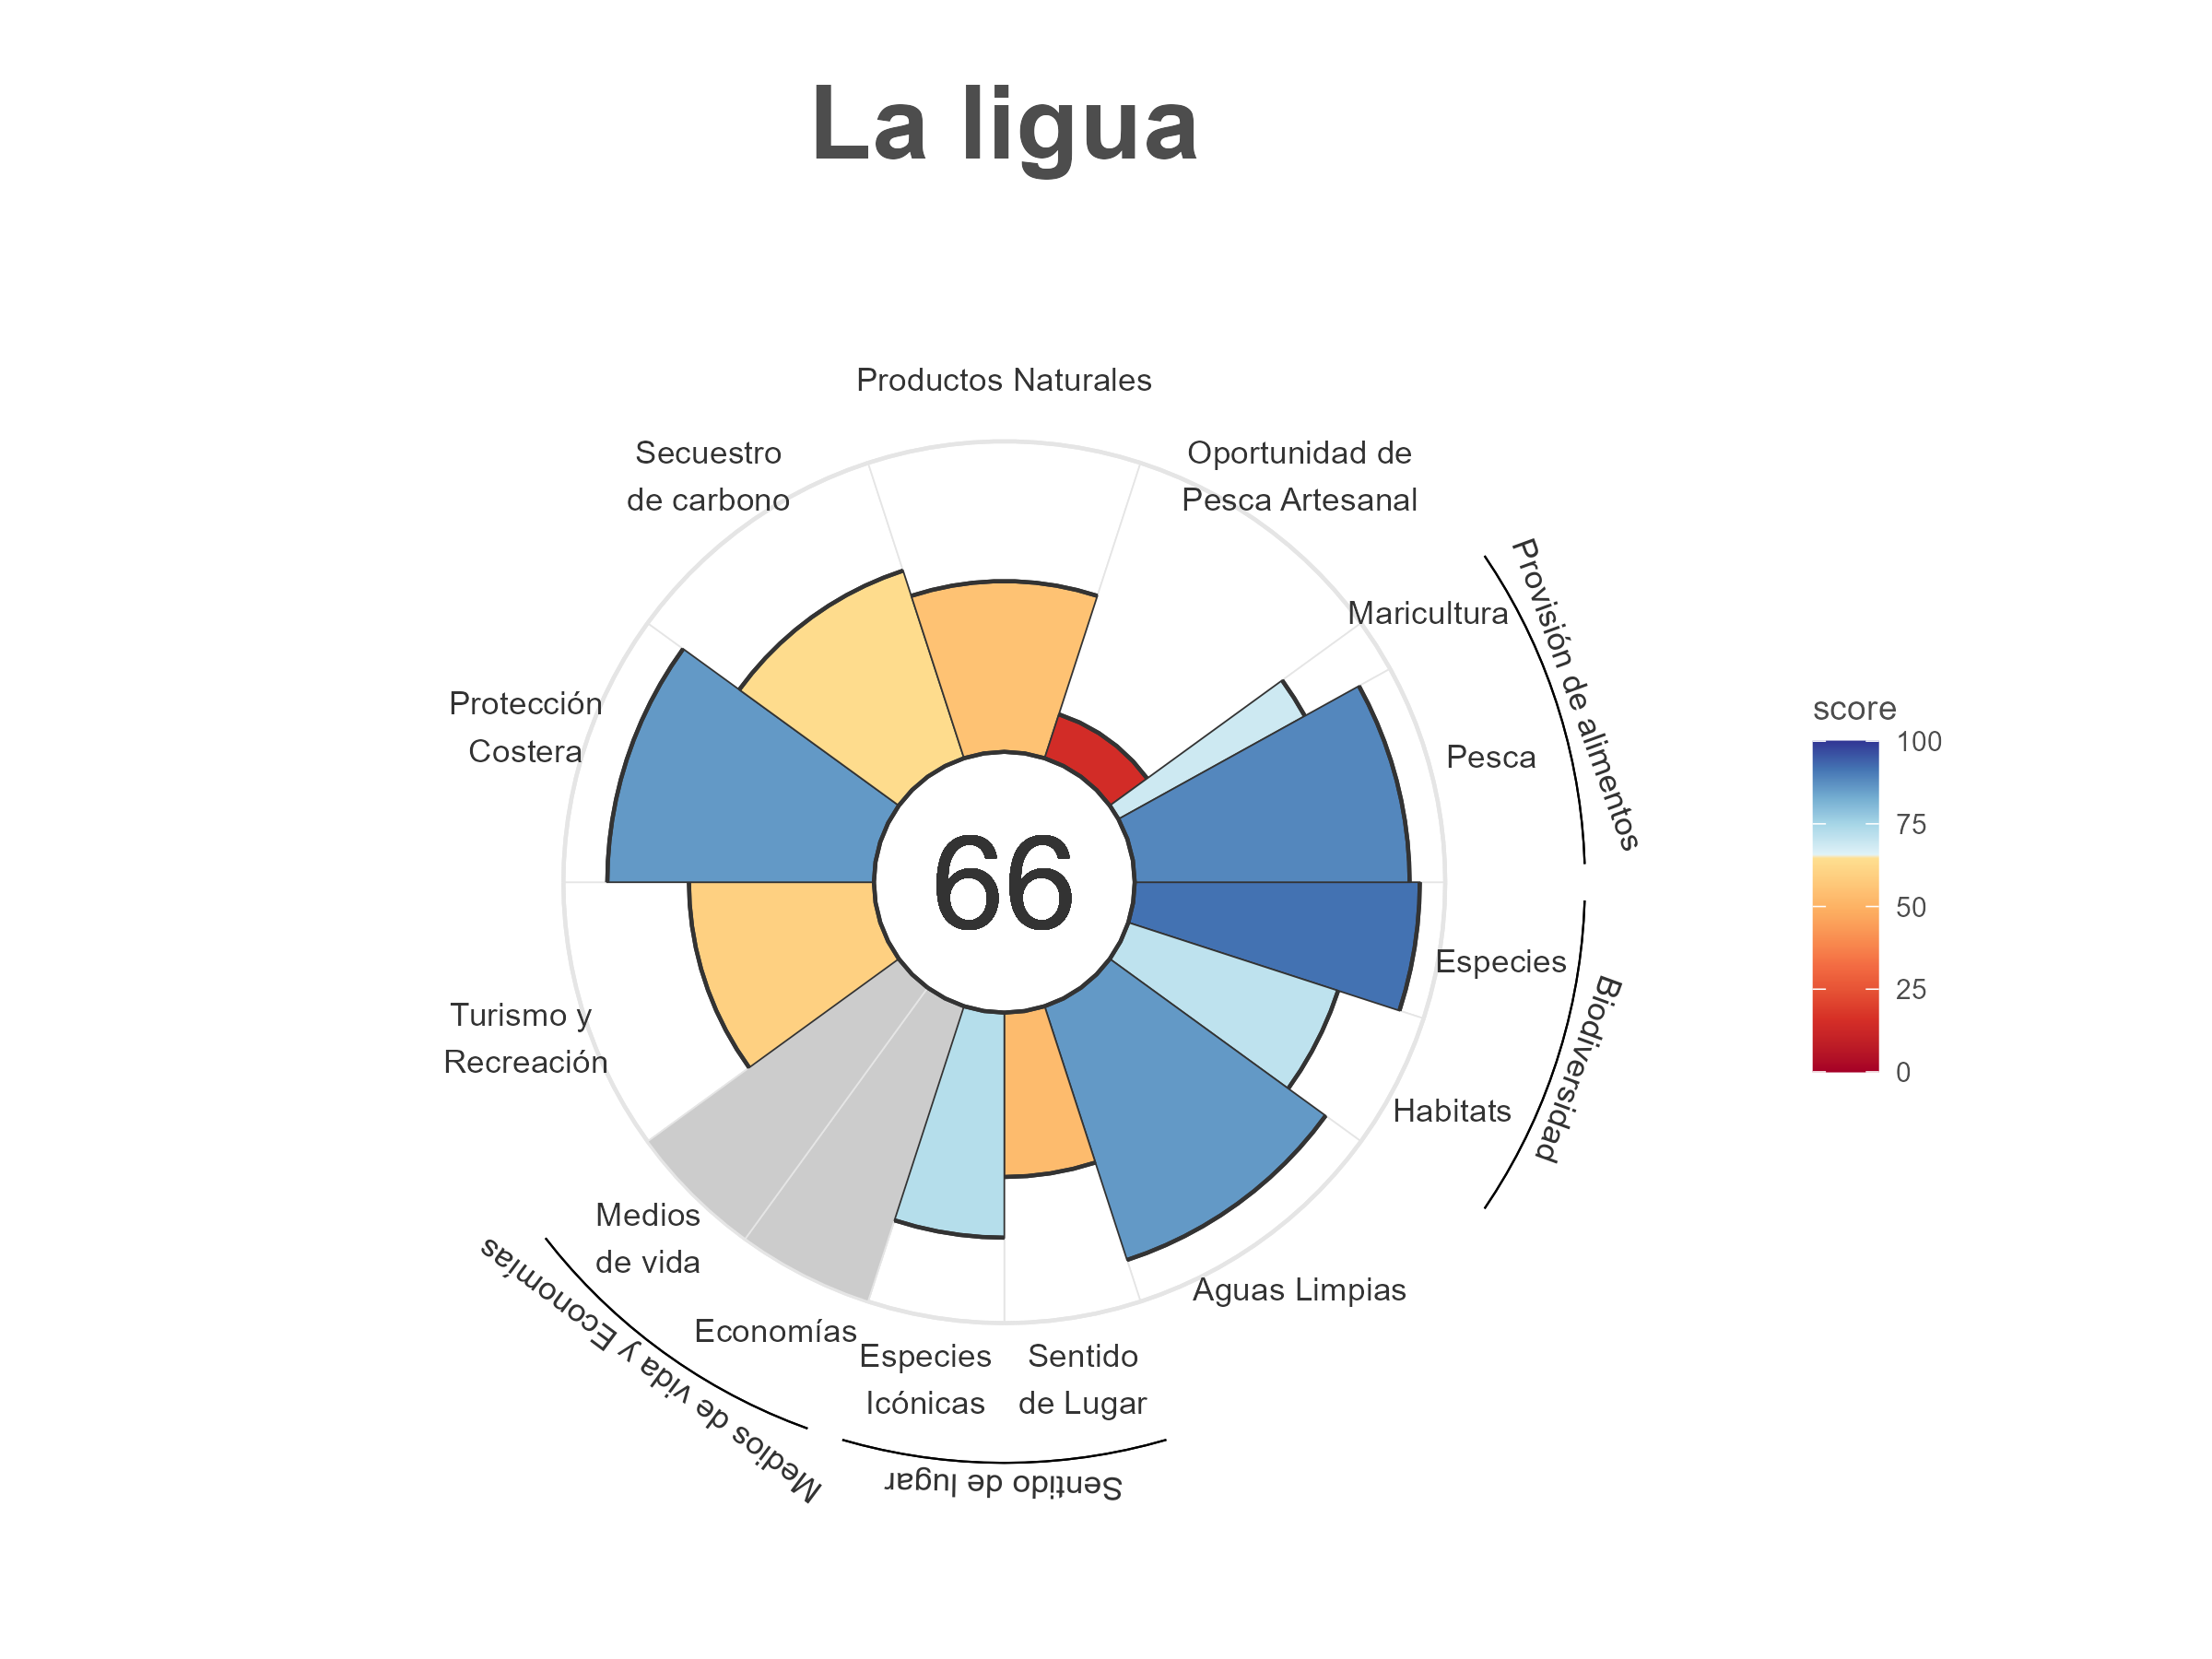 La ligua
Productos Naturales
Secuestro
de carbono
Oportunidad de
Pesca Artesanal
Maricultura
Provisión de alimentos
Pesca
Protección
Costera
66
Especies
Biodiversidad
Habitats
Turismo y
Recreación
Medios
de vida
Economías
Medios de vida y Economías
Aguas Limpias
Especies
Icónicas
Sentido
de Lugar
Sentido de lugar
score
100
75
50
25
0